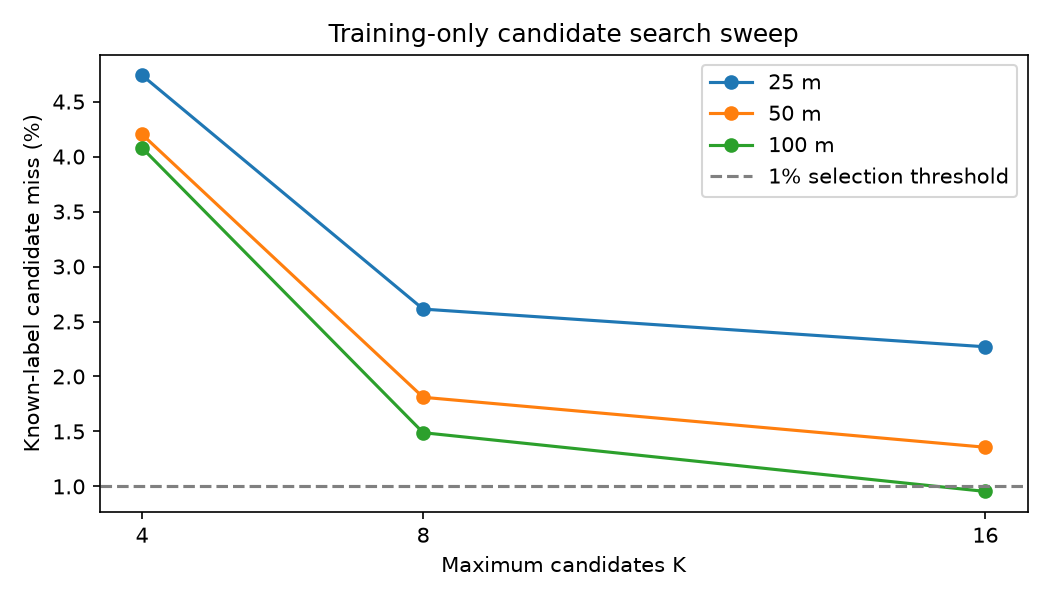 Training-only candidate search sweep
Known-label candidate miss (%)
4.5
4.0
3.5
3.0
2.5
2.0
1.5
1.0
25 m
50 m
100 m
1% selection threshold
4
8
16
Maximum candidates K